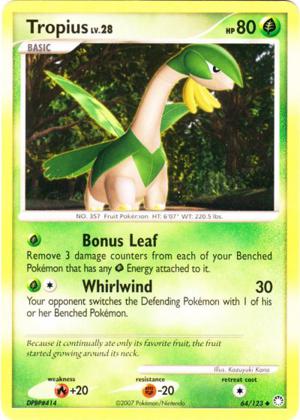 Tropius LV.28 HP 80
BASIC
NO. 357 Fruit Pokémon HT: 6'07" WT: 220.5 lbs.
Bonus Leaf
Remove 3 damage counters from each of your Benched
Pokémon that has any Energy attached to it.
Whirlwind 30
Your opponent switches the Defending Pokémon with 1 of his
or her Benched Pokémon.
Because it continually ate only its favorite fruit, the fruit
started growing around its neck.
Illus. Kazuyuki Kano
weakness resistance retreat cost
+20 -20
DPBP#414 ©2007 Pokémon/Nintendo 64/123